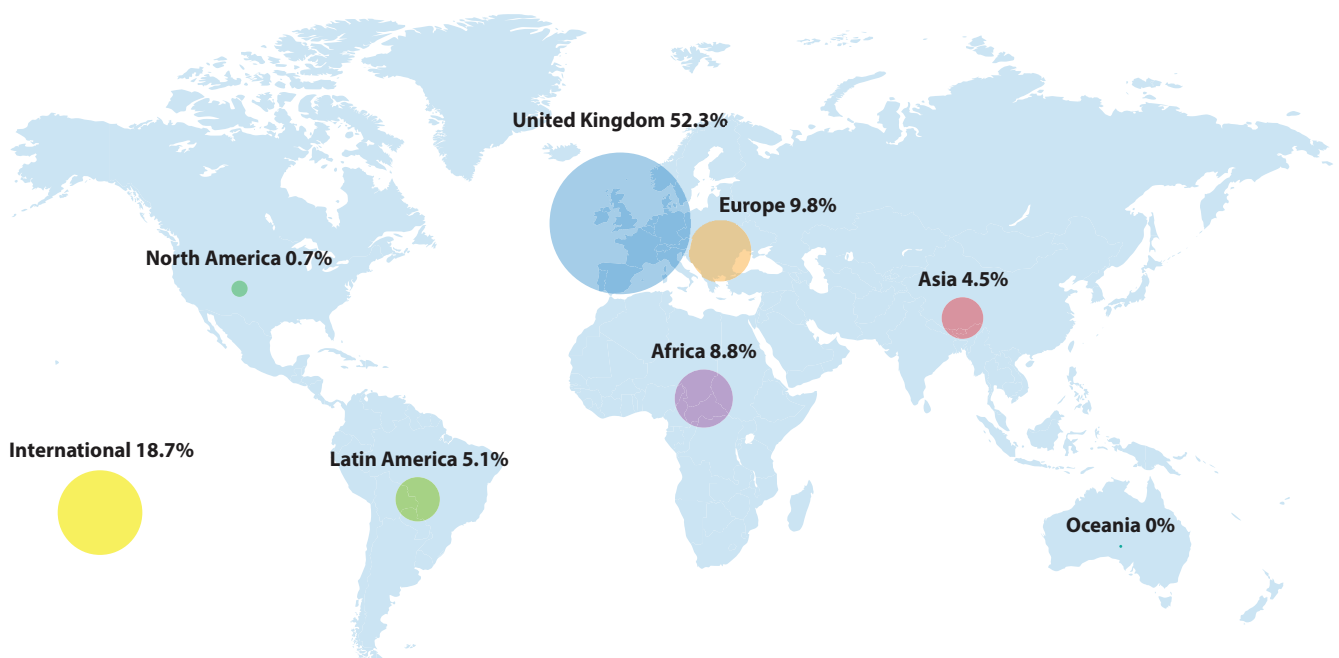 United Kingdom 52.3%
Europe 9.8%
North America 0.7%
Asia 4.5%
Africa 8.8%
International 18.7%
Latin America 5.1%
Oceania 0%